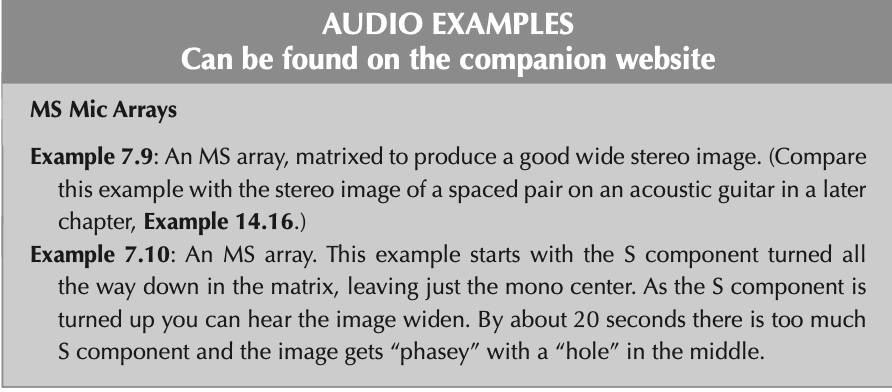 AUDIO EXAMPLES
Can be found on the companion website
MS Mic Arrays
Example 7.9: An MS array, matrixed to produce a good wide stereo image. (Compare
this example with the stereo image of a spaced pair on an acoustic guitar in a later
chapter, Example 14.16.)
Example 7.10: An MS array. This example starts with the S component turned all
the way down in the matrix, leaving just the mono center. As the S component is
turned up you can hear the image widen. By about 20 seconds there is too much
S component and the image gets “phasey” with a “hole” in the middle.